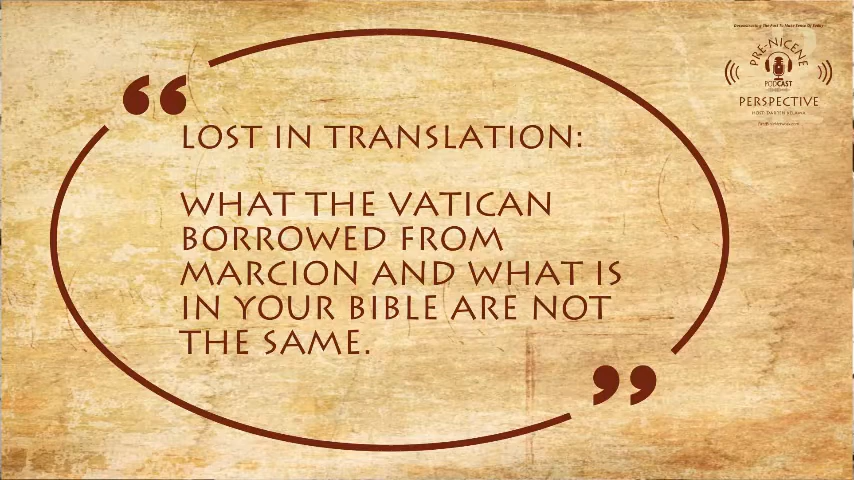 “
LOST IN TRANSLATION:
WHAT THE VATICAN
BORROWED FROM
MARCION AND WHAT IS
IN YOUR BIBLE ARE NOT
THE SAME.
”
PRE-NICENE
PODCAST
PERSPECTIVE